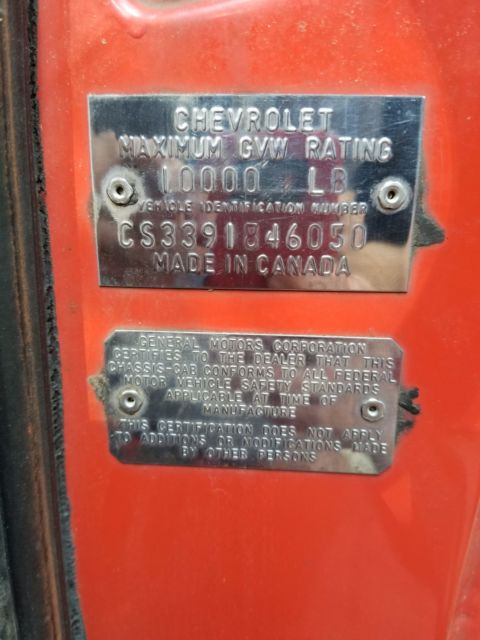 CHEVROLET
MAXIMUM GVW RATING
10000 LB
VEHICLE IDENTIFICATION NUMBER
CS3391846050
MADE IN CANADA
GENERAL MOTORS CORPORATION
CERTIFIES TO THE DEALER THAT THIS
CHASSIS-CAB CONFORMS TO ALL FEDERAL
MOTOR VEHICLE SAFETY STANDARDS
APPLICABLE AT TIME OF
MANUFACTURE
THIS CERTIFICATION DOES NOT APPLY
TO ADDITIONS OR MODIFICATIONS MADE
BY OTHER PERSONS